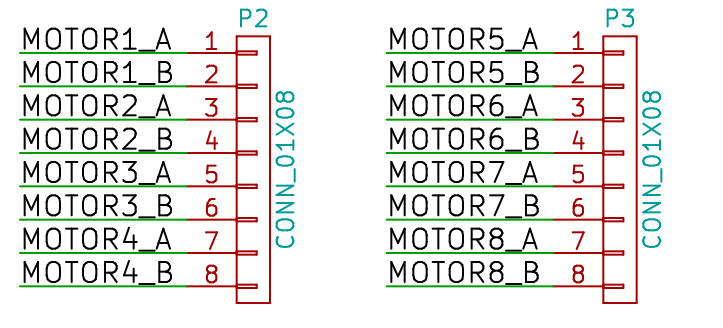 P2
MOTOR1_A 1
MOTOR1_B 2
MOTOR2_A 3
MOTOR2_B 4
MOTOR3_A 5
MOTOR3_B 6
MOTOR4_A 7
MOTOR4_B 8
CONN_01X08
P3
MOTOR5_A 1
MOTOR5_B 2
MOTOR6_A 3
MOTOR6_B 4
MOTOR7_A 5
MOTOR7_B 6
MOTOR8_A 7
MOTOR8_B 8
CONN_01X08